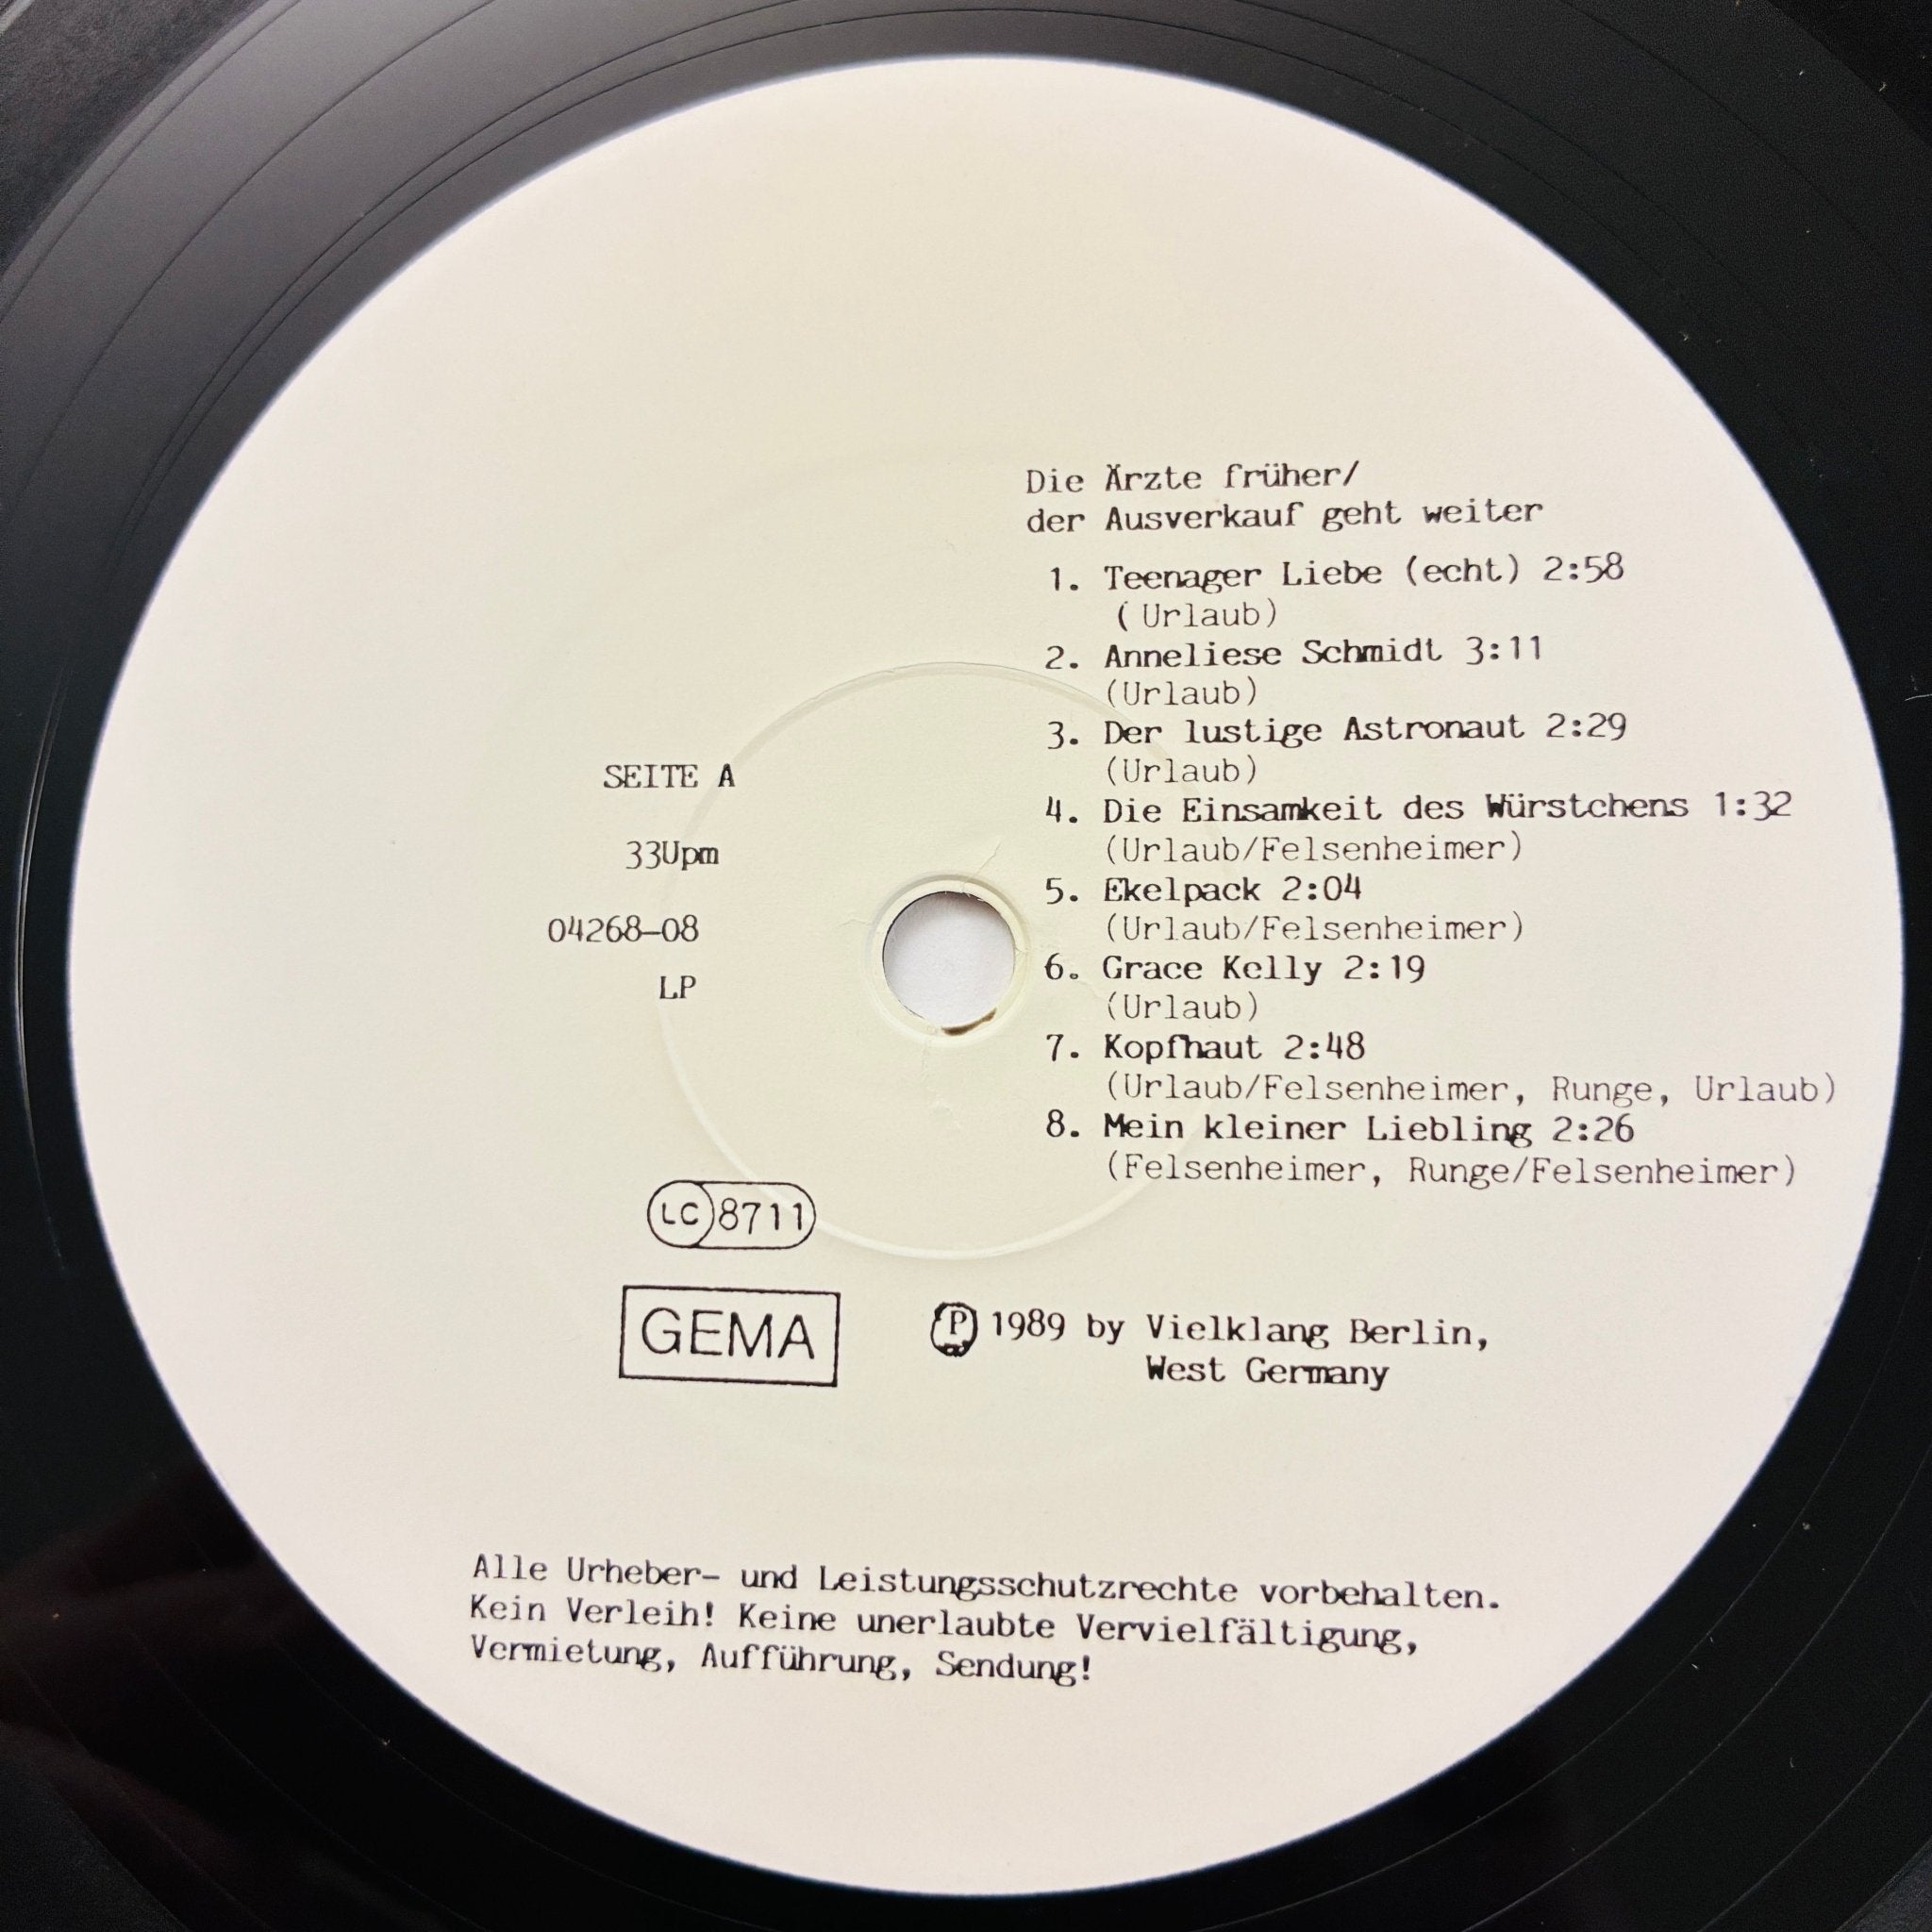 Die Ärzte früher/
der Ausverkauf geht weiter
1. Teenager Liebe (echt) 2:58
( Urlaub)
2. Anneliese Schmidt 3:11
(Urlaub)
3. Der lustige Astronaut 2:29
(Urlaub)
4. Die Einsamkeit des Würstchens 1:32
(Urlaub/Felsenheimer)
5. Ekelpack 2:04
(Urlaub/Felsenheimer)
6. Grace Kelly 2:19
(Urlaub)
7. Kopfhaut 2:48
(Urlaub/Felsenheimer, Runge, Urlaub)
8. Mein kleiner Liebling 2:26
(Felsenheimer, Runge/Felsenheimer)
SEITE A
33Upm
04268-08
LP
LC 8711
GEMA
Ⓟ 1989 by Vielklang Berlin,
West Germany
Alle Urheber- und Leistungsschutzrechte vorbehalten.
Kein Verleih! Keine unerlaubte Vervielfältigung,
Vermietung, Aufführung, Sendung!